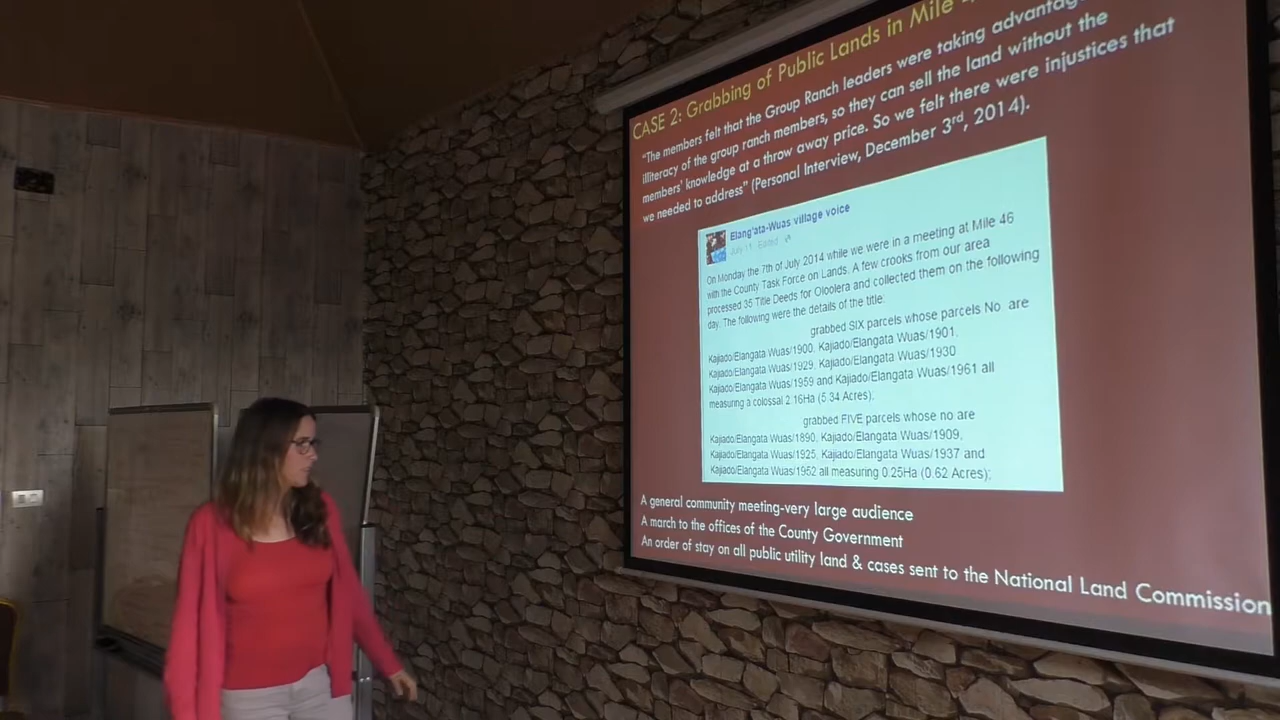 CASE 2: Grabbing of Public Lands in Mile
"The members felt that the Group Ranch leaders were taking
illiteracy of the group ranch members, so they can sell the land without the
members' knowledge at a throw away price. So we felt there were injustices that
we needed to address" (Personal Interview, December 3rd, 2014).
Elang'ata-Wuas village voice
July 11 · Edited
On Monday the 7th of July 2014 while we were in a meeting at Mile 46
with the County Task Force on Lands. A few crooks from our area
processed 35 Title Deeds for Oloolera and collected them on the following
day. The following were the details of the title:
grabbed SIX parcels whose parcels No are
Kajiado/Elangata Wuas/1900, Kajiado/Elangata Wuas/1901,
Kajiado/Elangata Wuas/1929, Kajiado/Elangata Wuas/1930
Kajiado/Elangata Wuas/1959 and Kajiado/Elangata Wuas/1961 all
measuring a colossal 2.16Ha (5.34 Acres);
grabbed FIVE parcels whose no are
Kajiado/Elangata Wuas/1890, Kajiado/Elangata Wuas/1909,
Kajiado/Elangata Wuas/1925, Kajiado/Elangata Wuas/1937 and
Kajiado/Elangata Wuas/1952 all measuring 0.25Ha (0.62 Acres);
A general community meeting-very large audience
A march to the offices of the County Government
An order of stay on all public utility land & cases sent to the National Land Commission